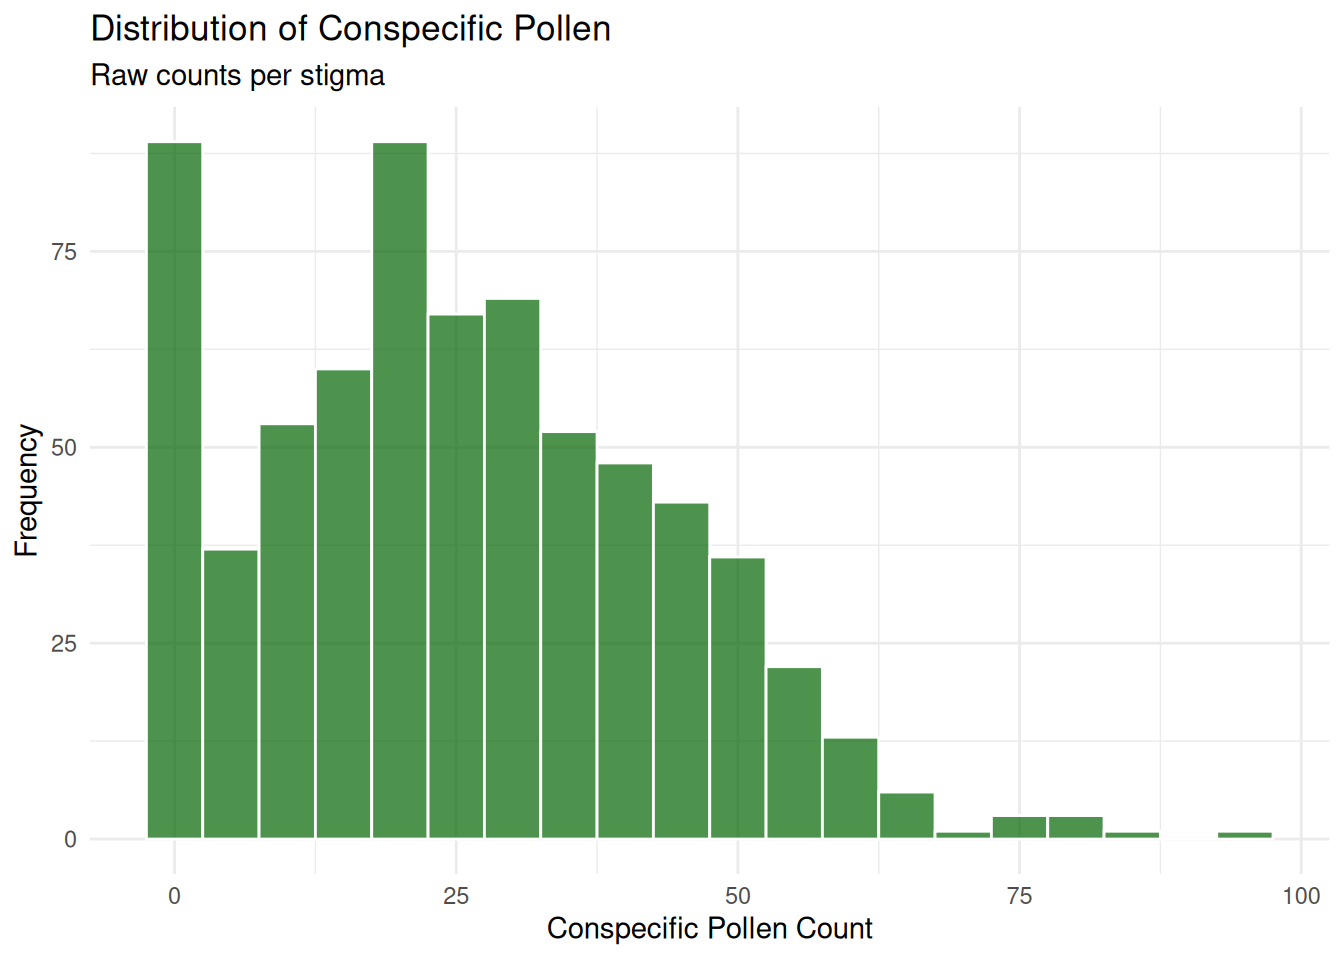 Distribution of Conspecific Pollen
Raw counts per stigma
75
50
25
0
Frequency
0 25 50 75 100
Conspecific Pollen Count